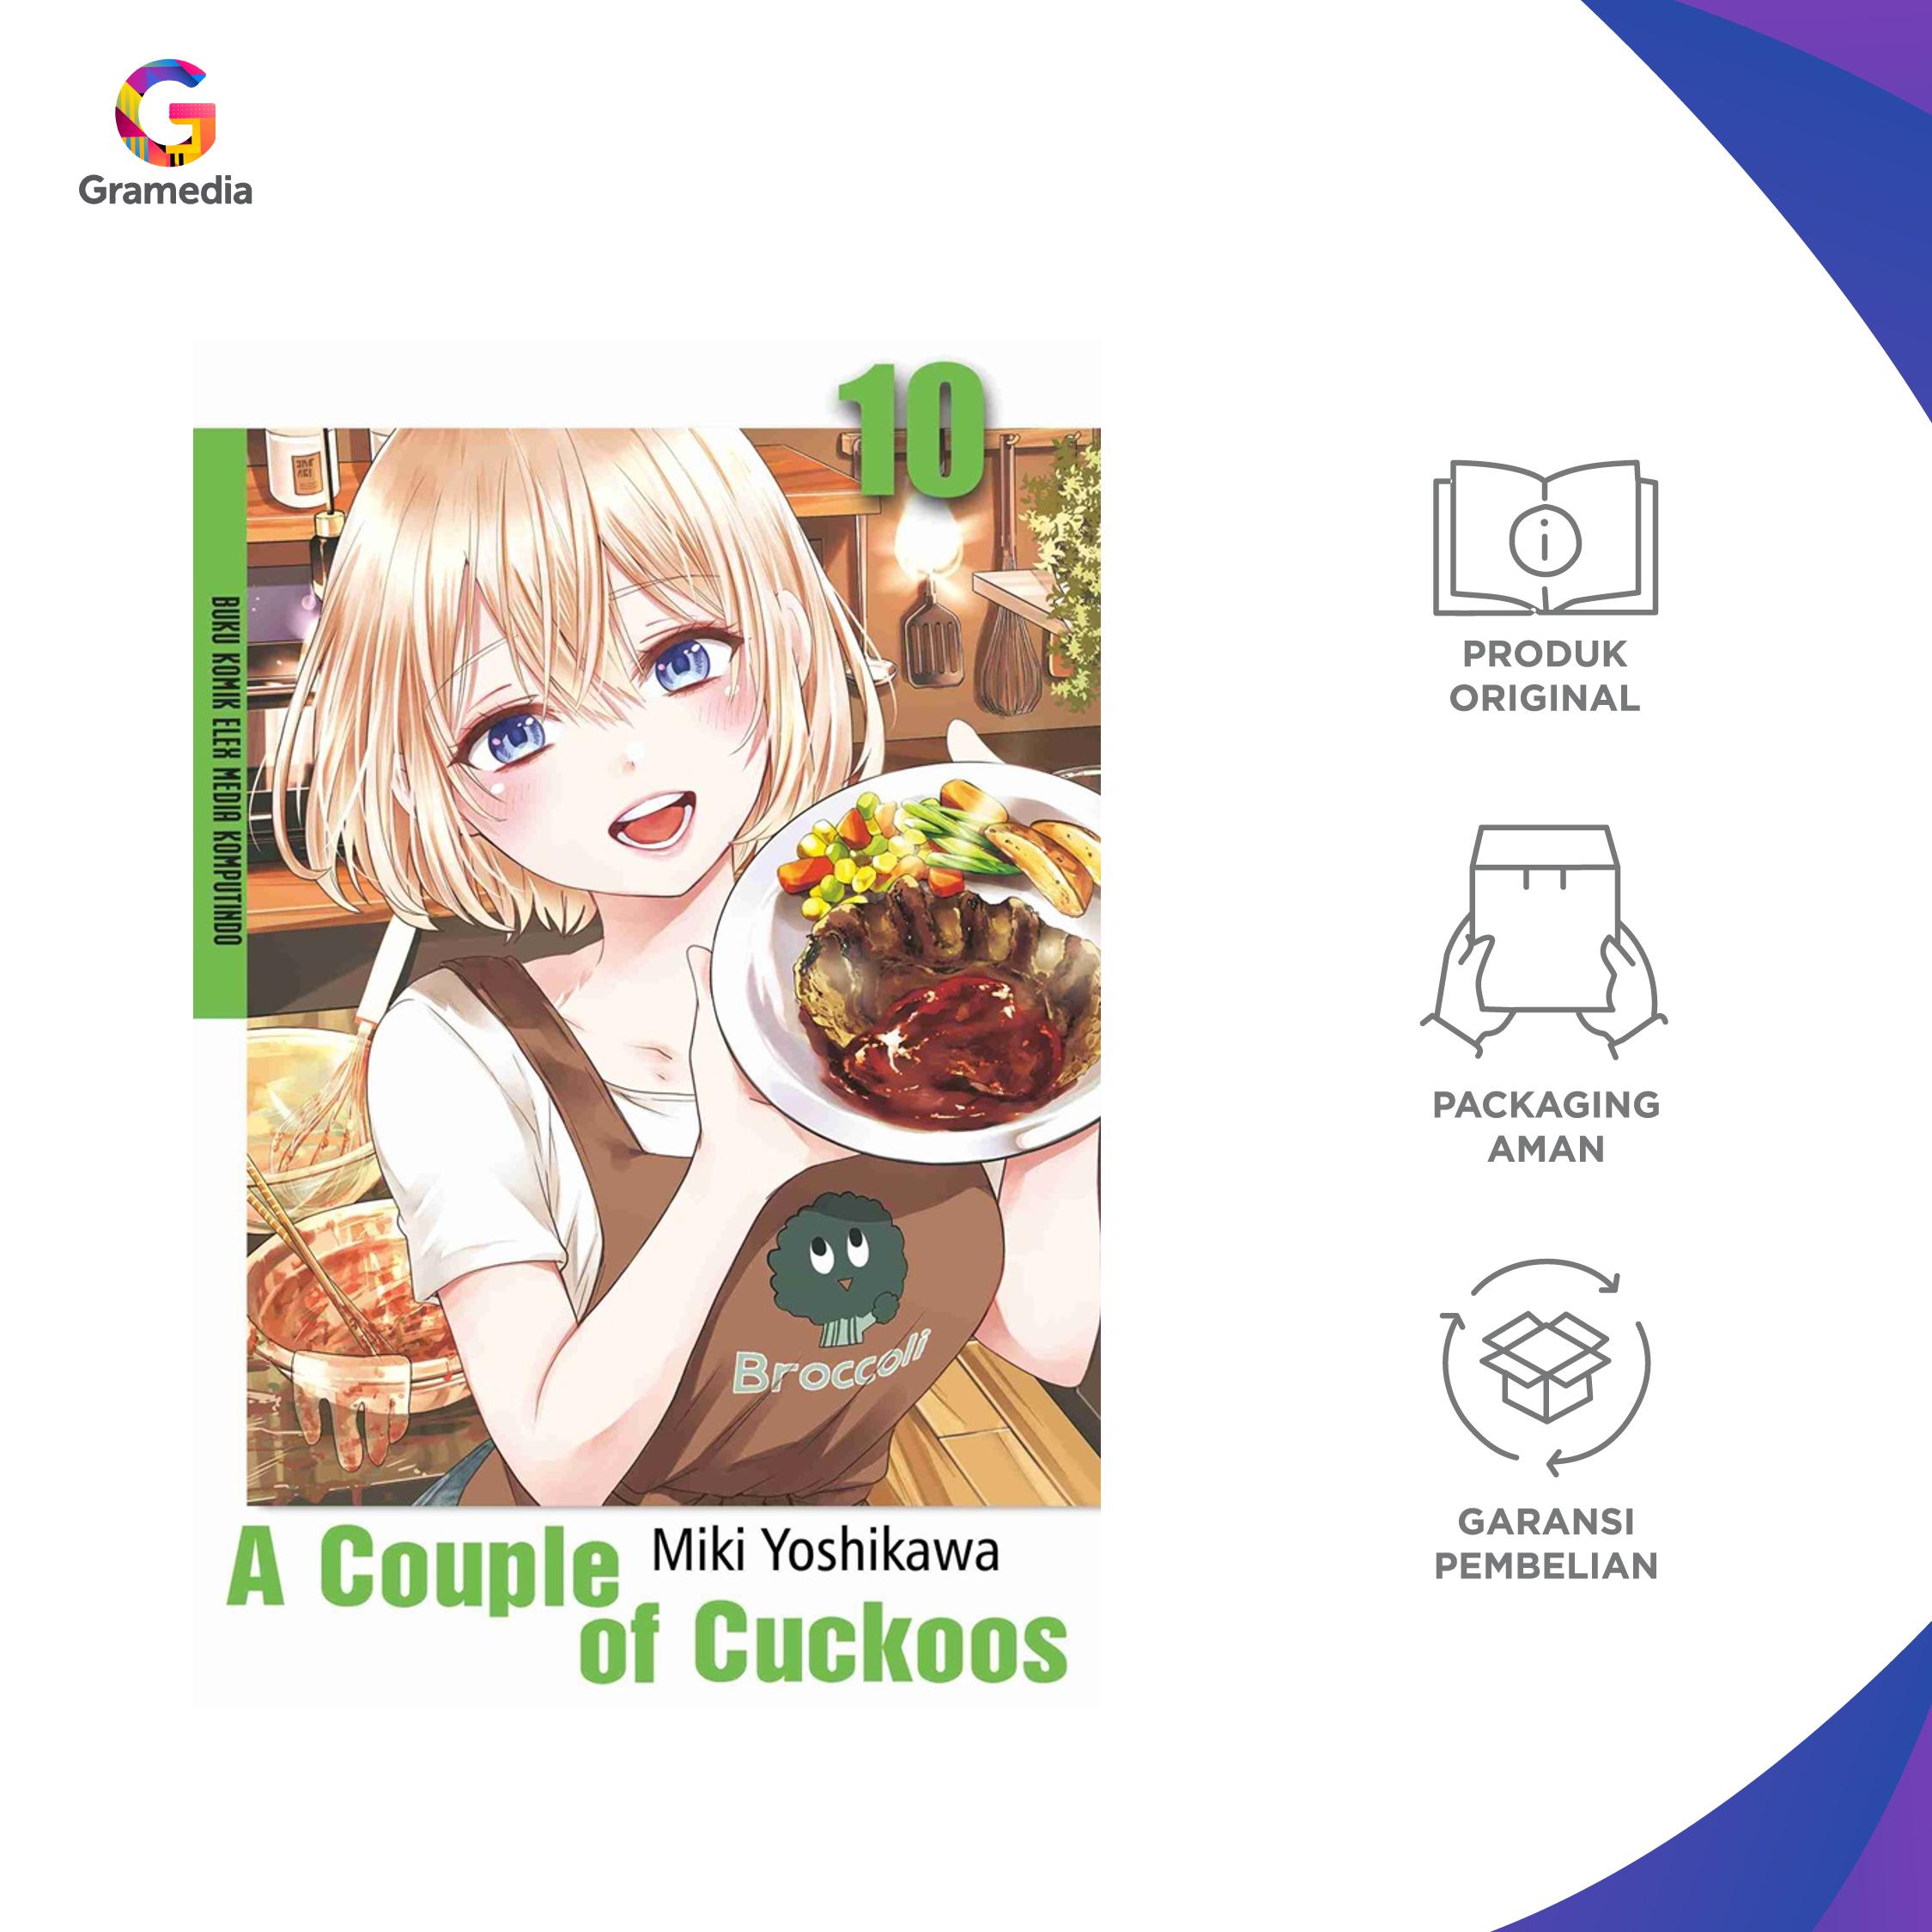 Gramedia
10
BUKU KOMIK ELEX MEDIA KOMPUTINDO
Broccoli
A Couple
Miki Yoshikawa
of Cuckoos
PRODUK
ORIGINAL
PACKAGING
AMAN
GARANSI
PEMBELIAN